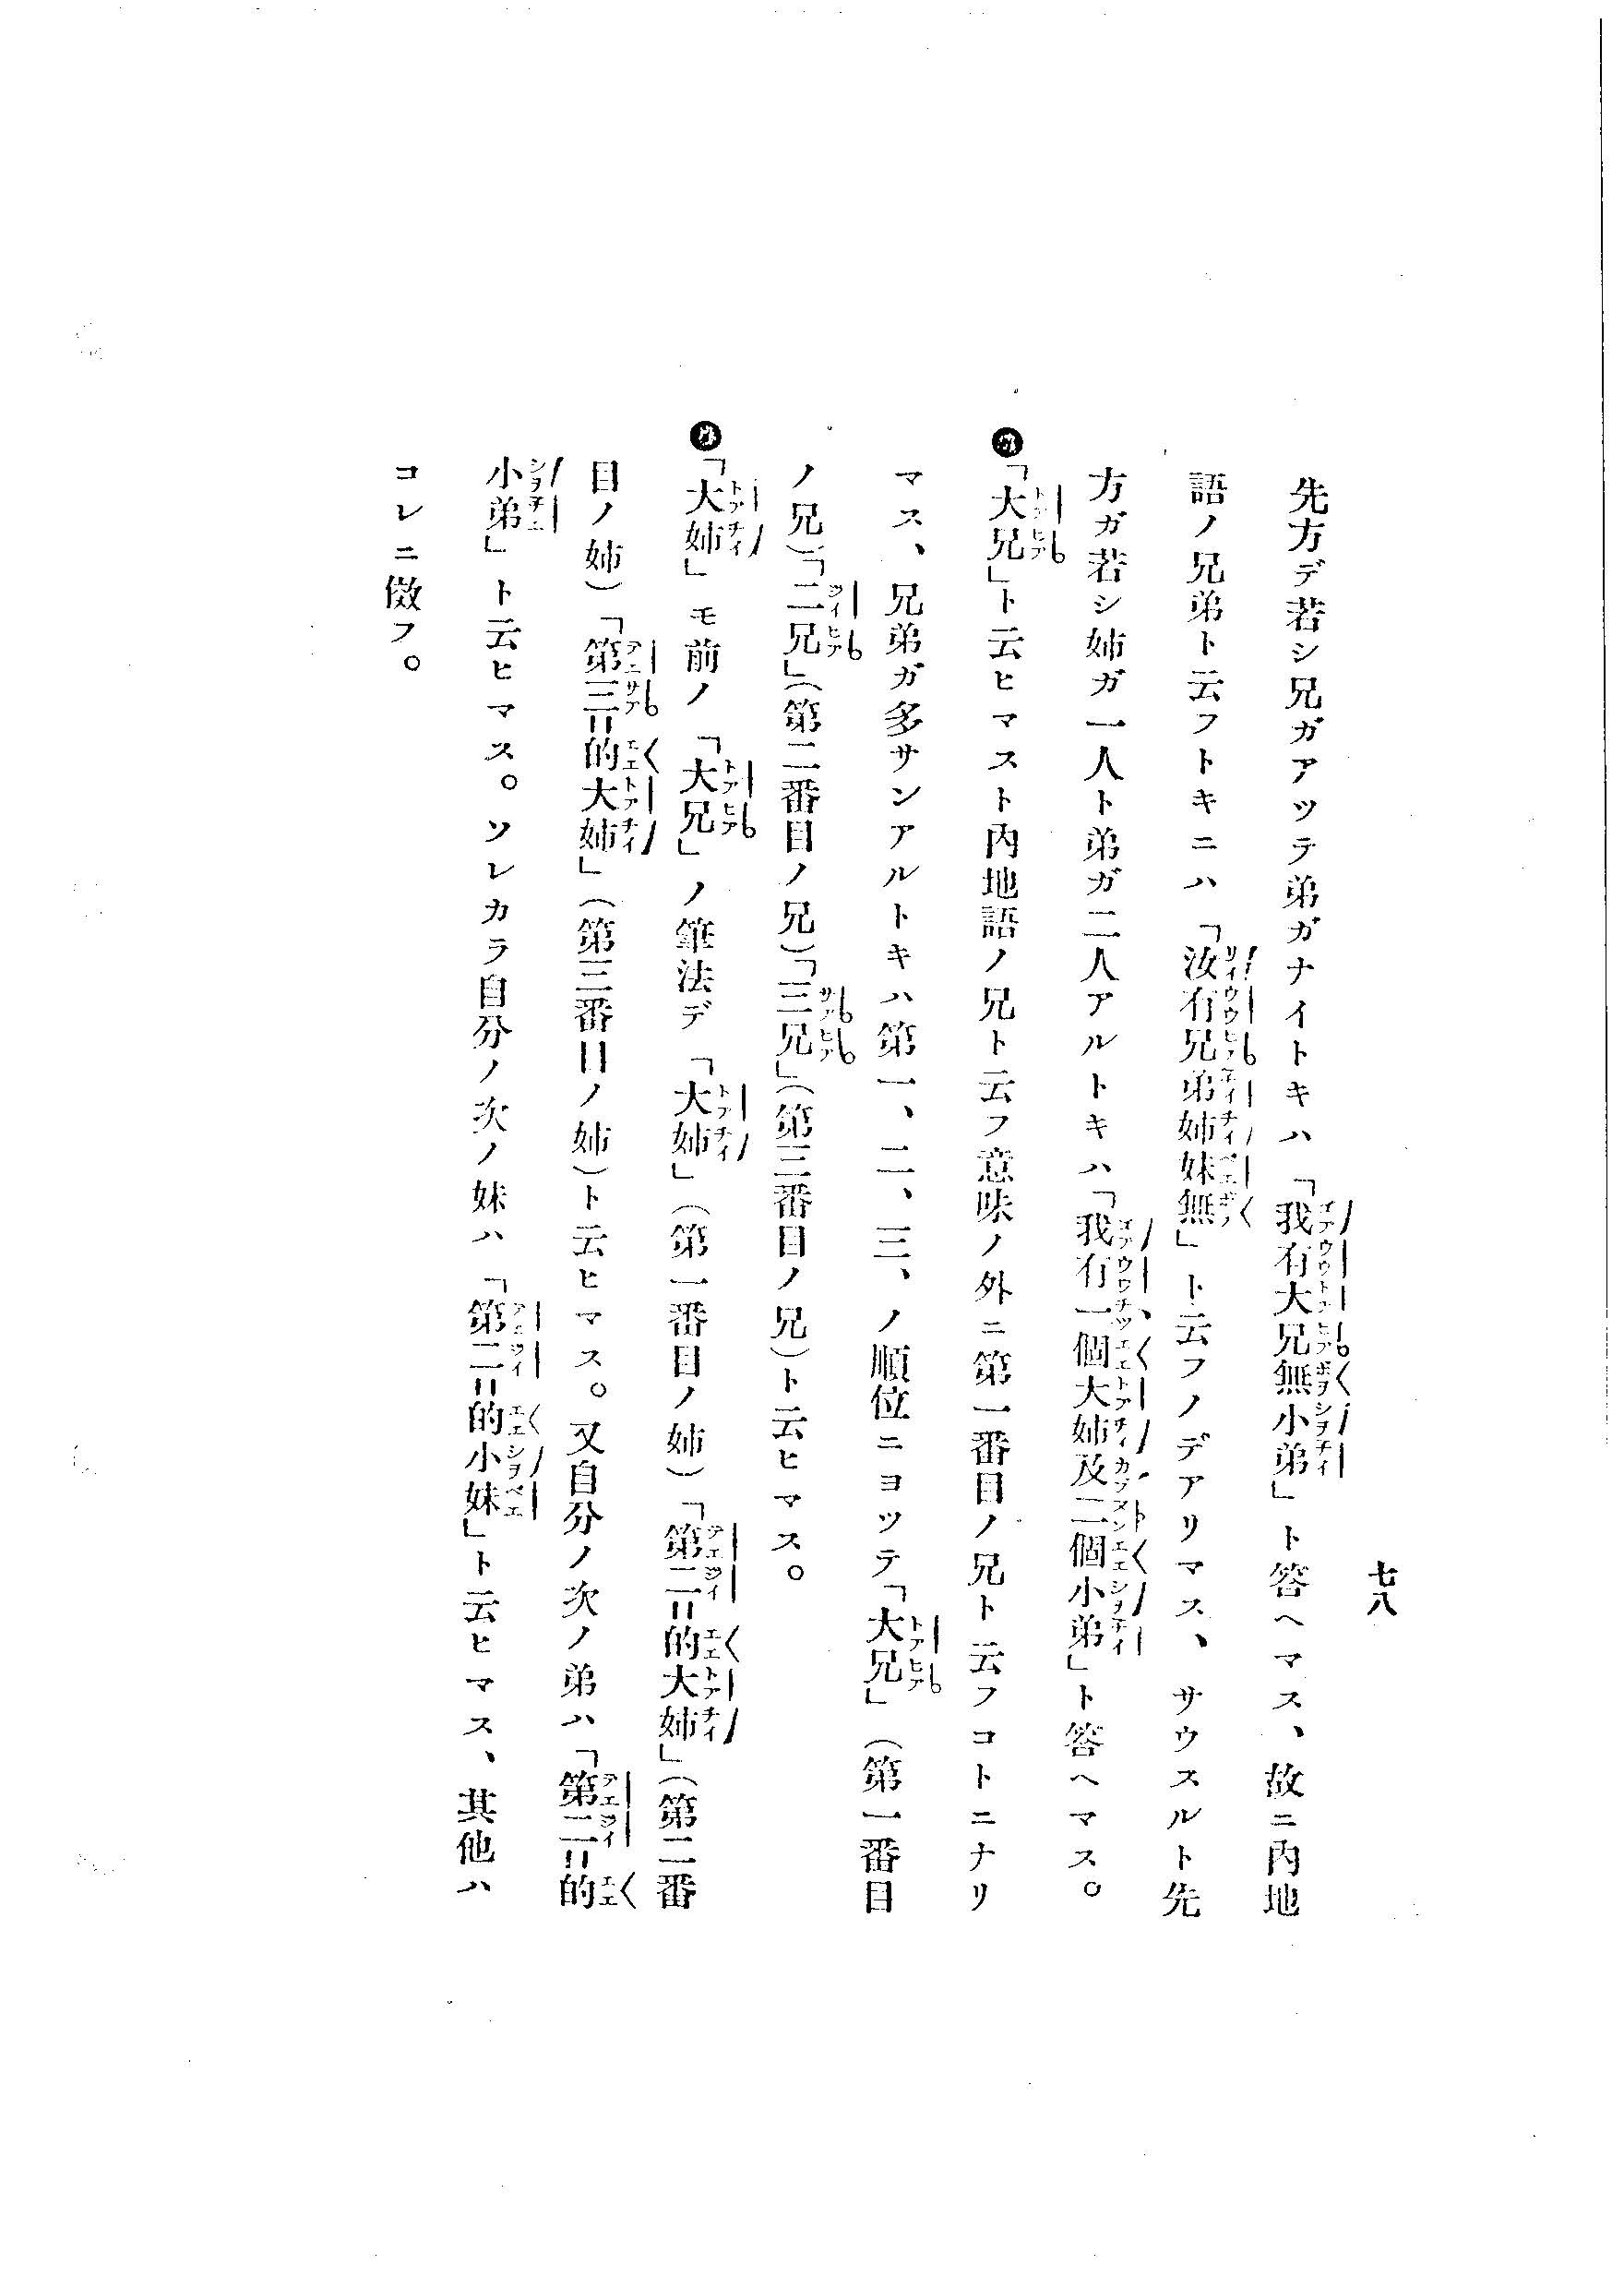 七八
先方デ若シ兄ガアツテ弟ガナイトキハ「我有大兄無小弟」ト答ヘマス、故ニ內地
語ノ兄弟ト云フトキニハ「汝有兄弟姉妹無」ト云フノデアリマス、サウスルト先
方ガ若シ姉ガ一人ト弟ガ二人アルトキハ「我有一個大姉及二個小弟」ト答ヘマス。
「大兄」ト云ヒマスト內地語ノ兄ト云フ意味ノ外ニ第一番目ノ兄ト云フコトニナリ
マス、兄弟ガ多サンアルトキハ第一、二、三、ノ順位ニヨツテ「大兄」（第一番目
ノ兄）「二兄」（第二番目ノ兄）「三兄」（第三番目ノ兄）ト云ヒマス。
「大姉」モ前ノ「大兄」ノ筆法デ「大姉」（第一番目ノ姉）「第二＝的大姉」（第二番
目ノ姉）「第三＝的大姉」（第三番目ノ姉）ト云ヒマス。又自分ノ次ノ弟ハ「第二＝的
小弟」ト云ヒマス。ソレカラ自分ノ次ノ妹ハ「第二＝的小妹」ト云ヒマス、其他ハ
コレニ傚フ。